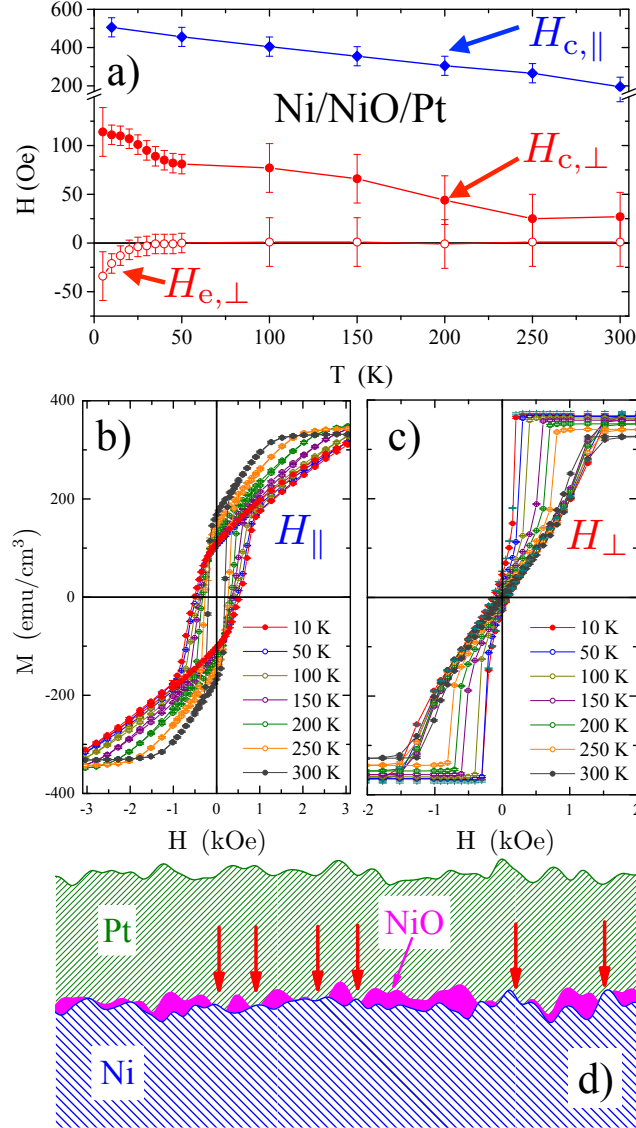 600
400
200
100
50
0
-50
H (Oe)
a)
Ni/NiO/Pt
H_{c,∥}
H_{c,⊥}
H_{e,⊥}
0 50 100 150 200 250 300
T (K)
400
200
0
-200
-400
M (emu/cm³)
b)
H_∥
10 K
50 K
100 K
150 K
200 K
250 K
300 K
-3 -2 -1 0 1 2 3
H (kOe)
c)
H_⊥
10 K
50 K
100 K
150 K
200 K
250 K
300 K
-2 -1 0 1 2
H (kOe)
Pt
NiO
Ni
d)